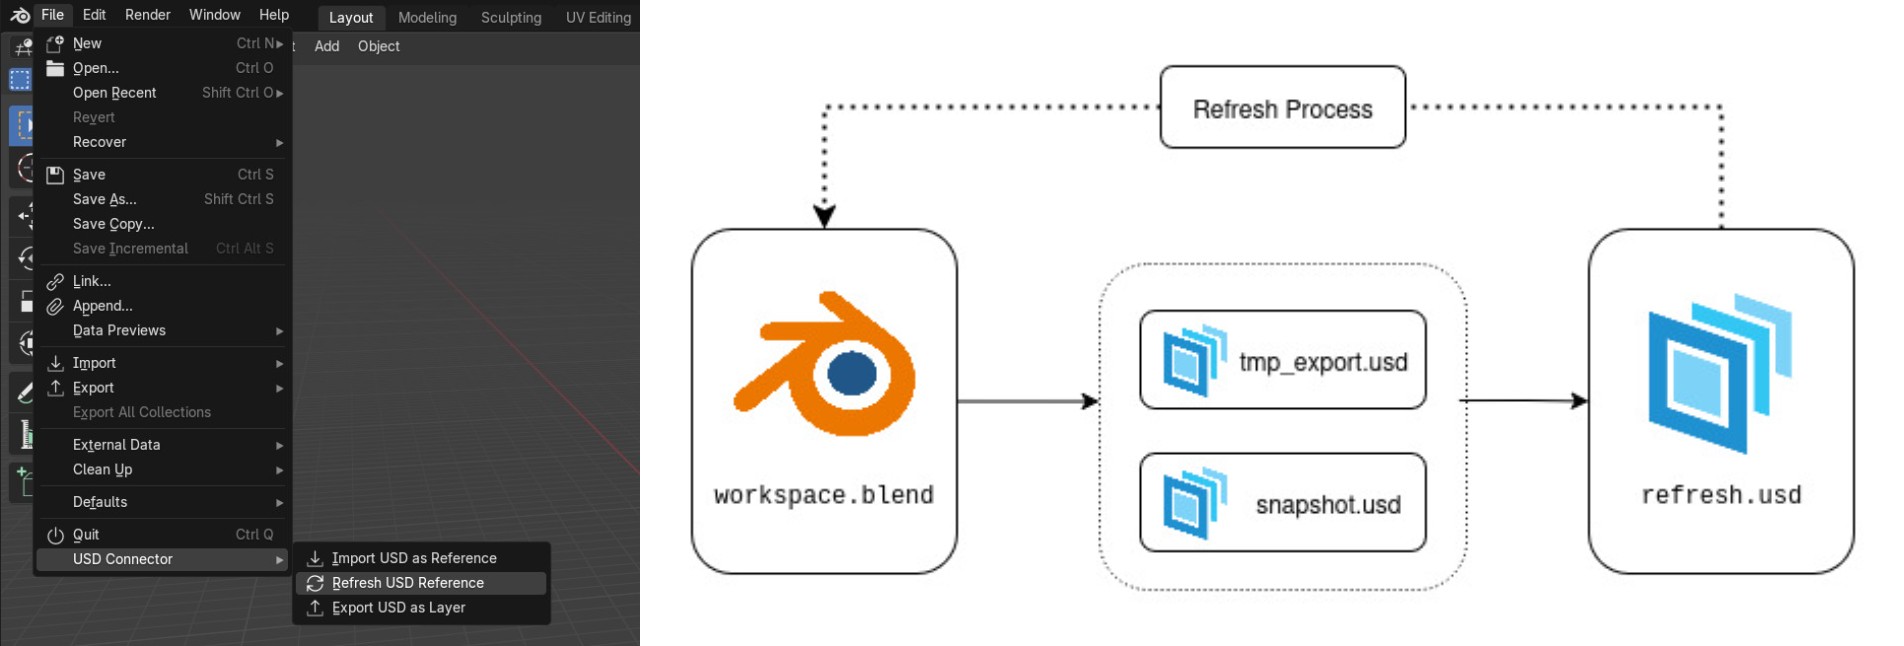 File Edit Render Window Help Layout Modeling Sculpting UV Editing
Add Object
New Ctrl N
Open... Ctrl O
Open Recent Shift Ctrl O
Revert
Recover
Save Ctrl S
Save As... Shift Ctrl S
Save Copy...
Save Incremental Ctrl Alt S
Link...
Append...
Data Previews
Import
Export
Export All Collections
External Data
Clean Up
Defaults
Quit Ctrl Q
USD Connector
Import USD as Reference
Refresh USD Reference
Export USD as Layer
Refresh Process
workspace.blend
tmp_export.usd
snapshot.usd
refresh.usd